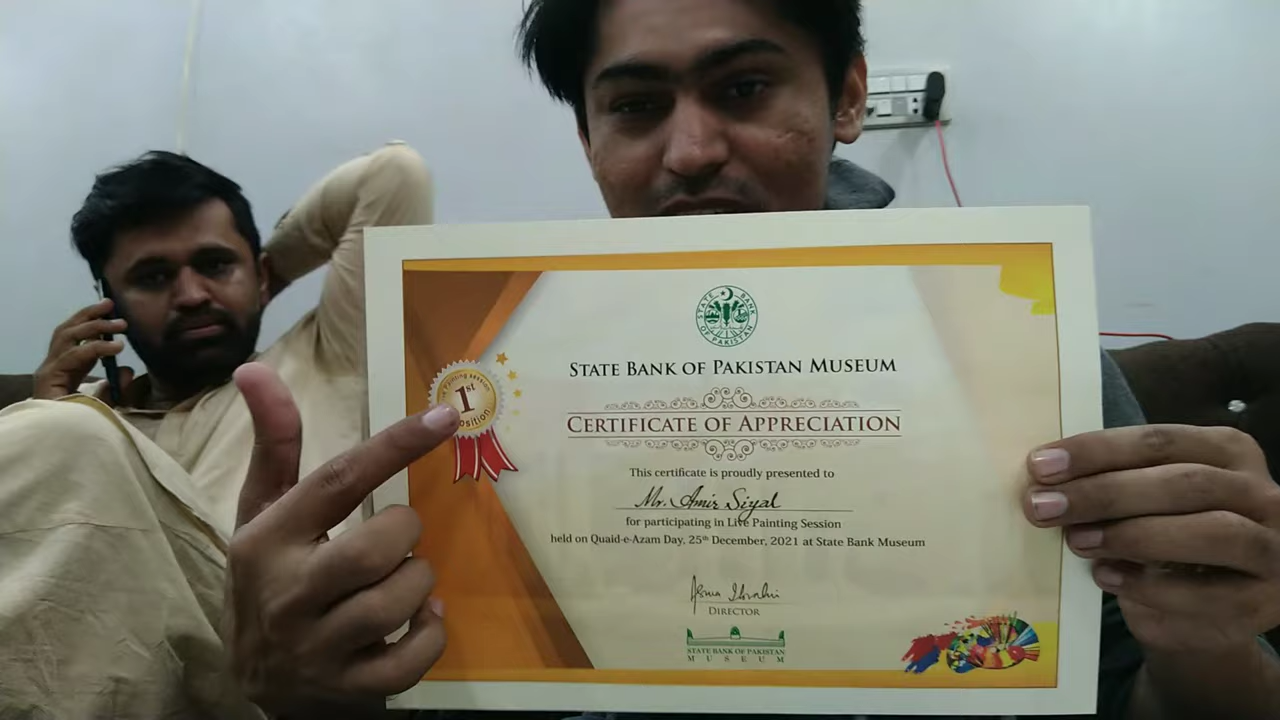 STATE BANK OF PAKISTAN
STATE BANK OF PAKISTAN MUSEUM
Painting Session
1st
CERTIFICATE OF APPRECIATION
This certificate is proudly presented to
Mr. Amir Siyal
for participating in Live Painting Session
held on Quaid-e-Azam Day, 25th December, 2021 at State Bank Museum
DIRECTOR
STATE BANK OF PAKISTAN
MUSEUM